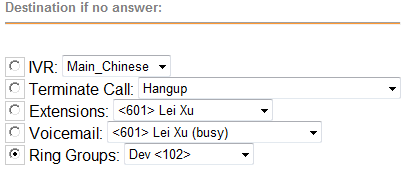 Destination if no answer:
IVR: Main_Chinese
Terminate Call: Hangup
Extensions: <601> Lei Xu
Voicemail: <601> Lei Xu (busy)
Ring Groups: Dev <102>